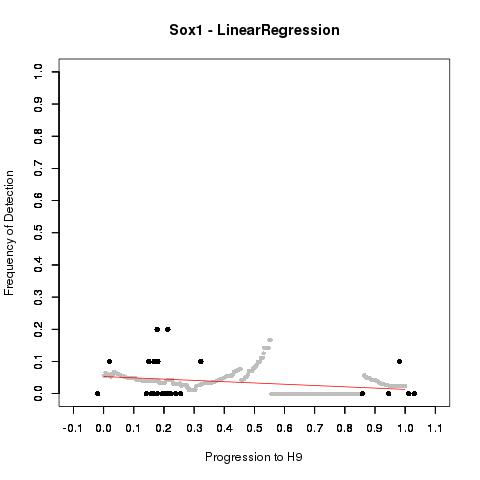 Sox1 - LinearRegression
Frequency of Detection
1.0
0.9
0.8
0.7
0.6
0.5
0.4
0.3
0.2
0.1
0.0
-0.1 0.0 0.1 0.2 0.3 0.4 0.5 0.6 0.7 0.8 0.9 1.0 1.1
Progression to H9